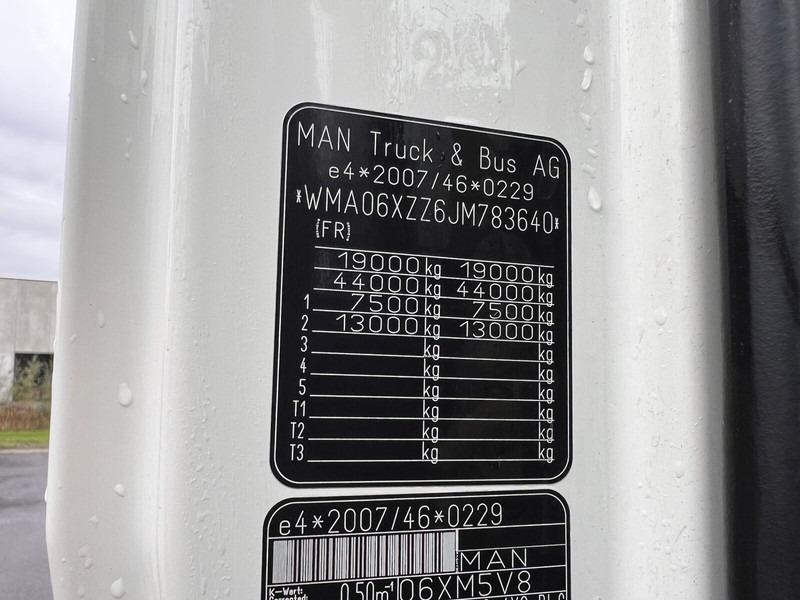 MAN Truck & Bus AG
e4*2007/46*0229
*WMA06XZZ6JM783640*
(FR)
19000 kg 19000 kg
44000 kg 44000 kg
1 7500 kg 7500 kg
2 13000 kg 13000 kg
3 kg kg
4 kg kg
5 kg kg
T1 kg kg
T2 kg kg
T3 kg kg
e4*2007/46*0229
MAN
K-Wert: 0.50m⁻¹ 06XM5V8
Corrected: